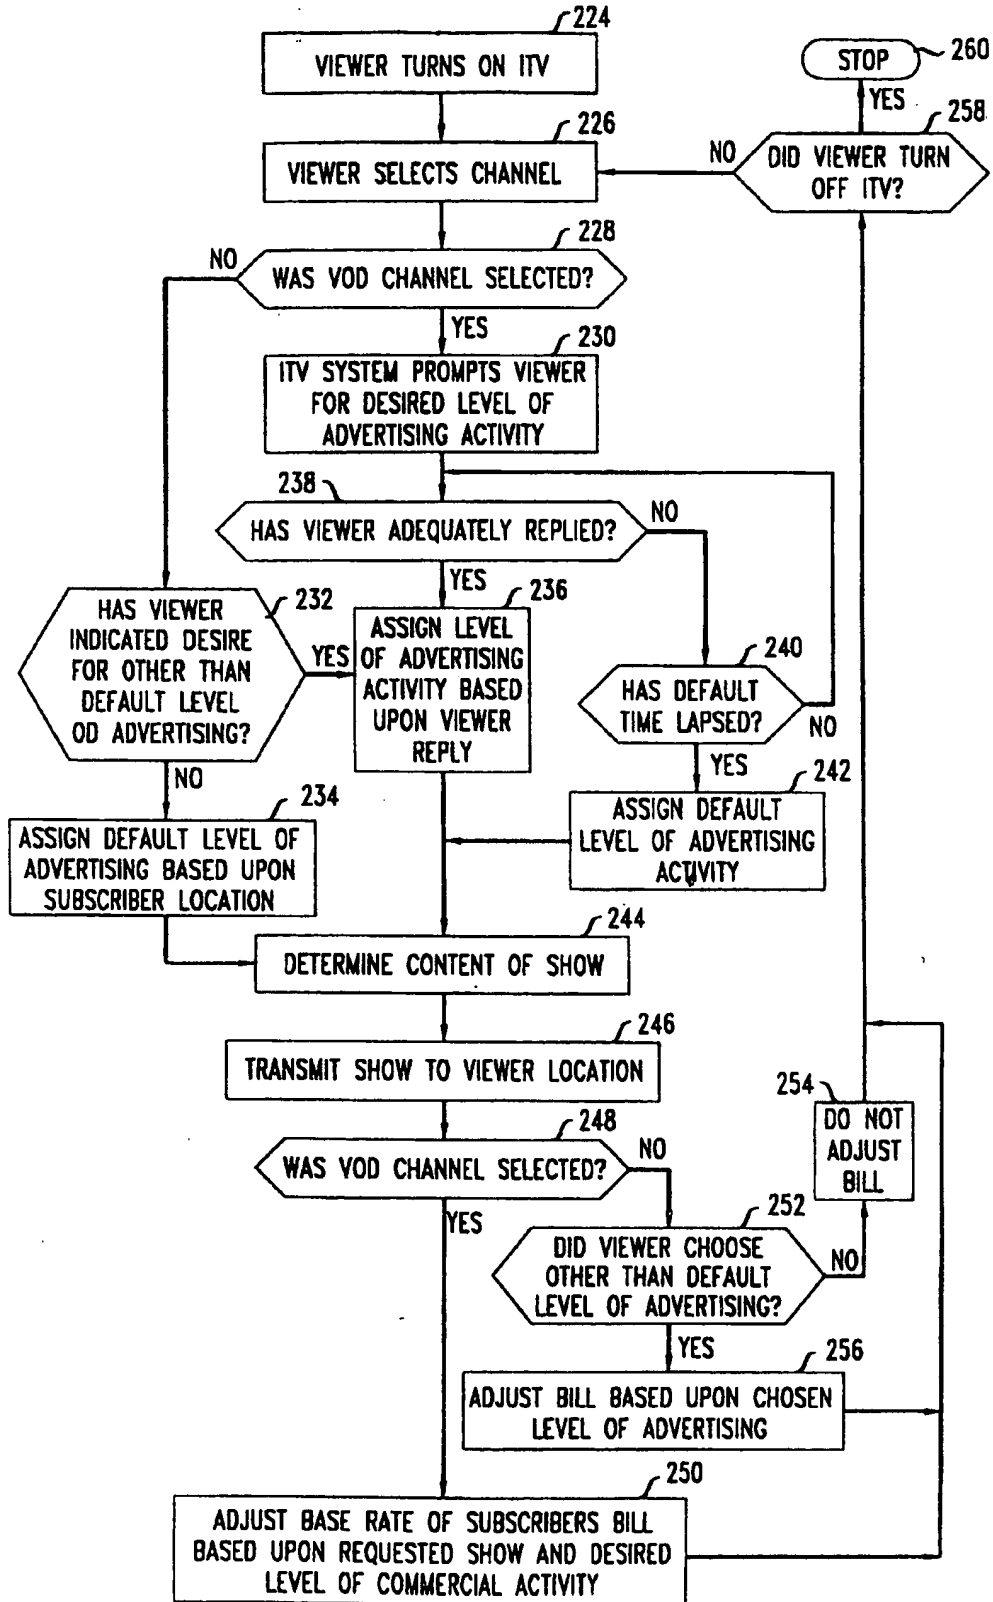 224
VIEWER TURNS ON ITV
STOP
260
YES
258
DID VIEWER TURN
OFF ITV?
NO
226
VIEWER SELECTS CHANNEL
228
NO
WAS VOD CHANNEL SELECTED?
YES
230
ITV SYSTEM PROMPTS VIEWER
FOR DESIRED LEVEL OF
ADVERTISING ACTIVITY
238
HAS VIEWER ADEQUATELY REPLIED?
NO
YES
232
HAS VIEWER
INDICATED DESIRE
FOR OTHER THAN
DEFAULT LEVEL
OD ADVERTISING?
YES
NO
236
ASSIGN LEVEL
OF ADVERTISING
ACTIVITY BASED
UPON VIEWER
REPLY
240
HAS DEFAULT
TIME LAPSED?
NO
YES
242
ASSIGN DEFAULT
LEVEL OF ADVERTISING
ACTIVITY
234
ASSIGN DEFAULT LEVEL OF
ADVERTISING BASED UPON
SUBSCRIBER LOCATION
244
DETERMINE CONTENT OF SHOW
246
TRANSMIT SHOW TO VIEWER LOCATION
248
WAS VOD CHANNEL SELECTED?
NO
YES
254
DO NOT
ADJUST
BILL
252
DID VIEWER CHOOSE
OTHER THAN DEFAULT
LEVEL OF ADVERTISING?
NO
YES
256
ADJUST BILL BASED UPON CHOSEN
LEVEL OF ADVERTISING
250
ADJUST BASE RATE OF SUBSCRIBERS BILL
BASED UPON REQUESTED SHOW AND DESIRED
LEVEL OF COMMERCIAL ACTIVITY